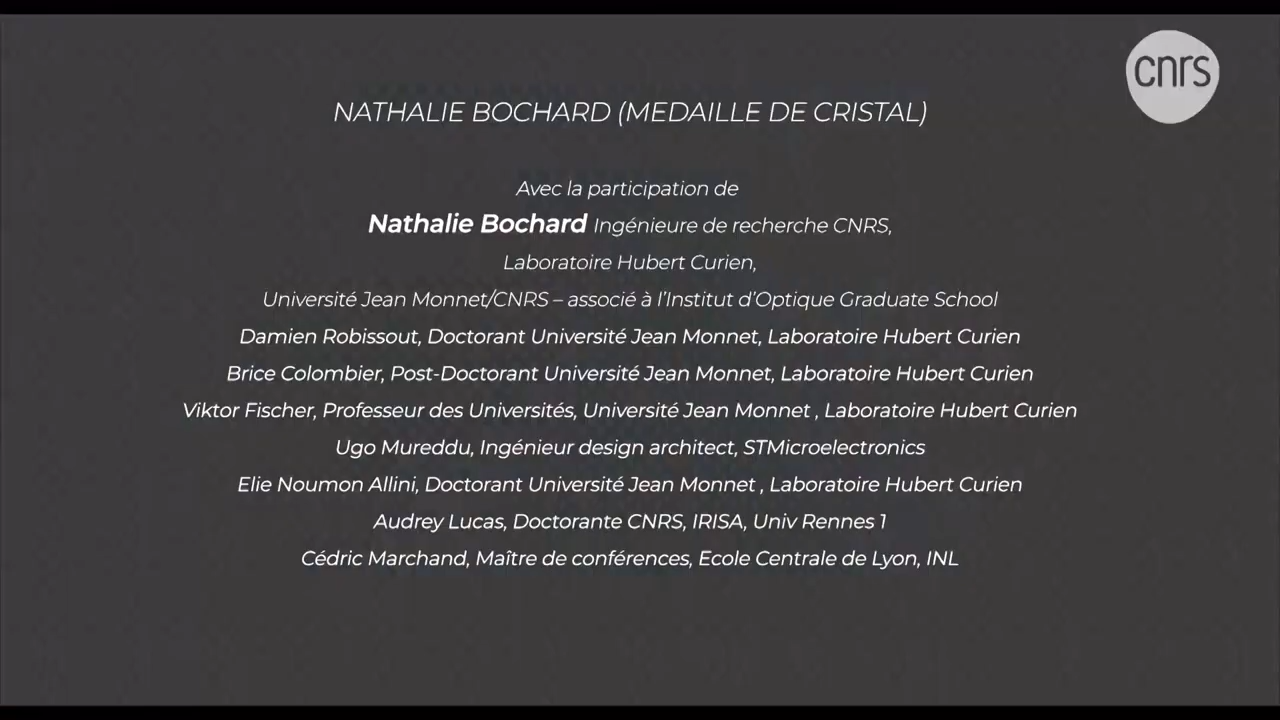 cnrs
NATHALIE BOCHARD (MEDAILLE DE CRISTAL)
Avec la participation de
Nathalie Bochard Ingénieure de recherche CNRS,
Laboratoire Hubert Curien,
Université Jean Monnet/CNRS – associé à l'Institut d'Optique Graduate School
Damien Robissout, Doctorant Université Jean Monnet, Laboratoire Hubert Curien
Brice Colombier, Post-Doctorant Université Jean Monnet, Laboratoire Hubert Curien
Viktor Fischer, Professeur des Universités, Université Jean Monnet , Laboratoire Hubert Curien
Ugo Mureddu, Ingénieur design architect, STMicroelectronics
Elie Noumon Allini, Doctorant Université Jean Monnet , Laboratoire Hubert Curien
Audrey Lucas, Doctorante CNRS, IRISA, Univ Rennes 1
Cédric Marchand, Maître de conférences, Ecole Centrale de Lyon, INL